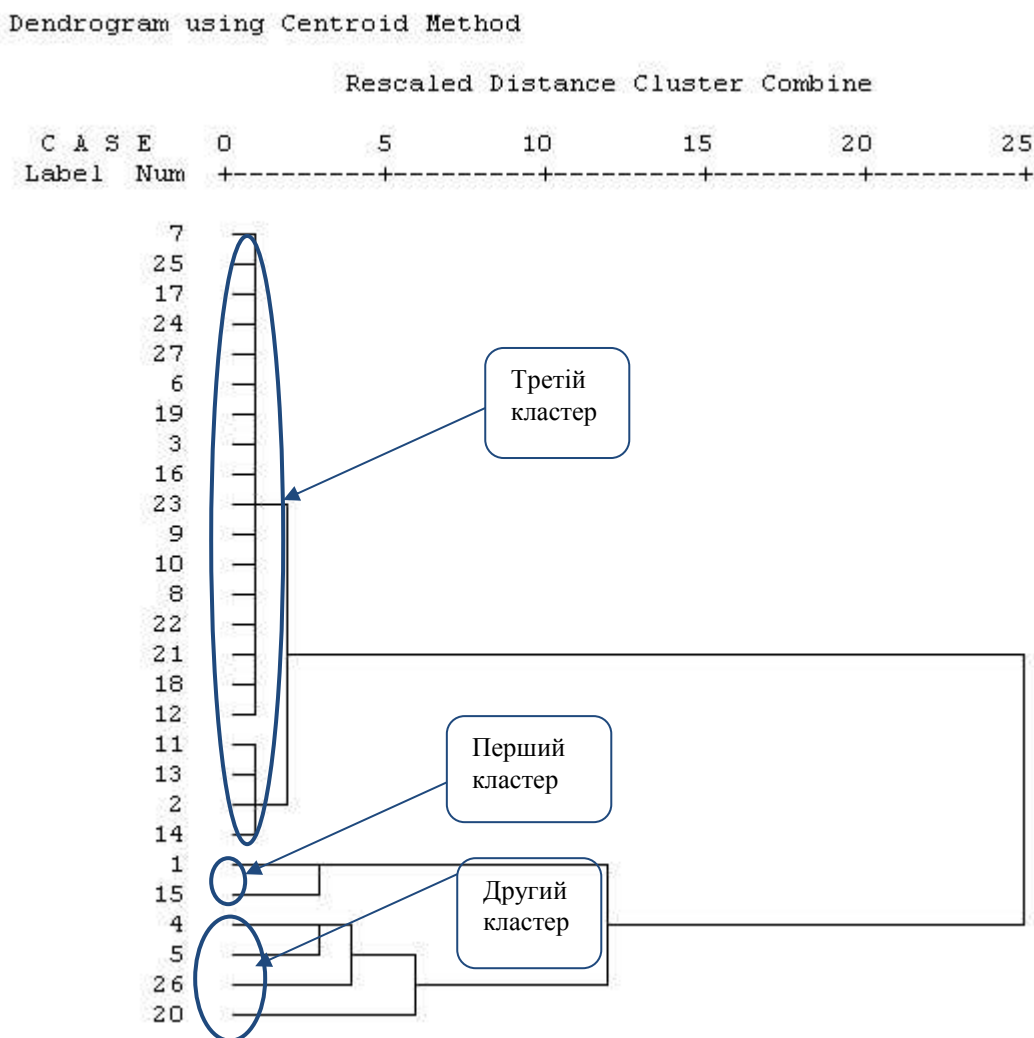 Dendrogram using Centroid Method
Rescaled Distance Cluster Combine
C A S E 0 5 10 15 20 25
Label Num +---------+---------+---------+---------+---------+
7
25
17
24
27
6
19
3
16
23
9
10
8
22
21
18
12
11
13
2
14
1
15
4
5
26
20
Третій
кластер
Перший
кластер
Другий
кластер